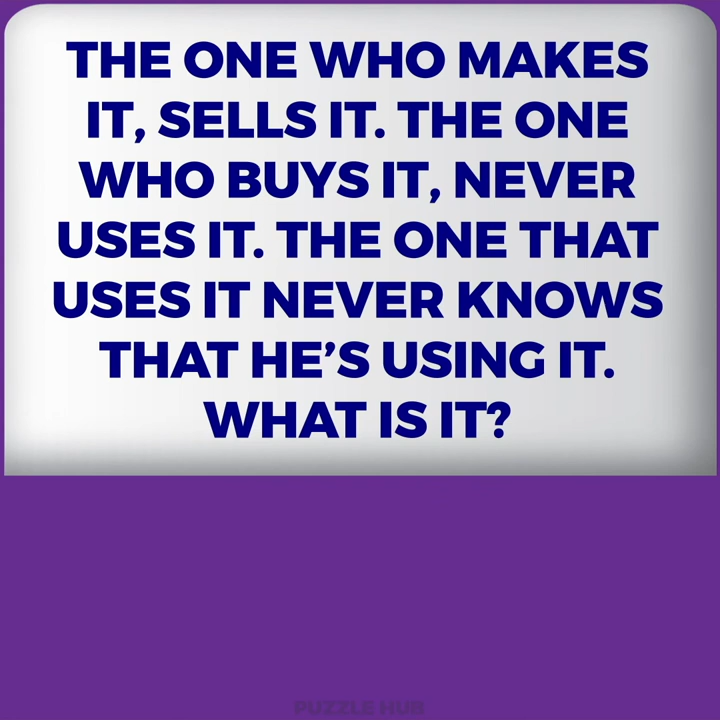 THE ONE WHO MAKES
IT, SELLS IT. THE ONE
WHO BUYS IT, NEVER
USES IT. THE ONE THAT
USES IT NEVER KNOWS
THAT HE’S USING IT.
WHAT IS IT?
PUZZLE HUB